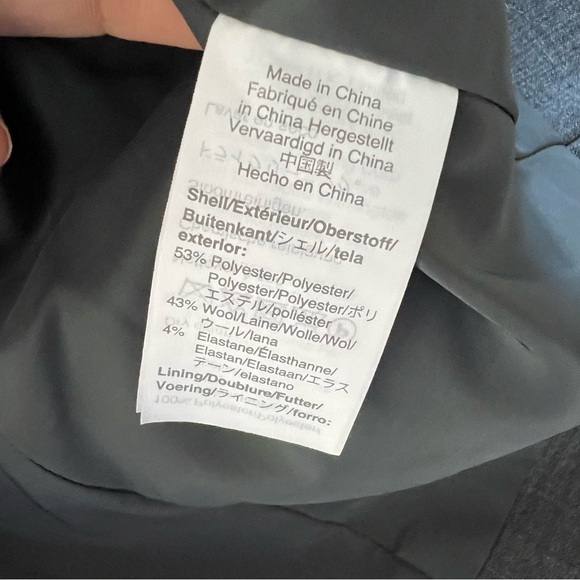 Made in China
Fabriqué en Chine
in China Hergestellt
Vervaardigd in China
中国製
Hecho en China
Shell/Extérieur/Oberstoff/
Buitenkant/シェル/tela
exterior:
53% Polyester/Polyester/
Polyester/Polyester/ポリ
エステル/poliéster
43% Wool/Laine/Wolle/Wol/
ウール/lana
4% Elastane/Élasthanne/
Elastan/Elastaan/エラス
テーン/elastano
Lining/Doublure/Futter/
Voering/ライニング/forro:
100% Polyester/Polyester/